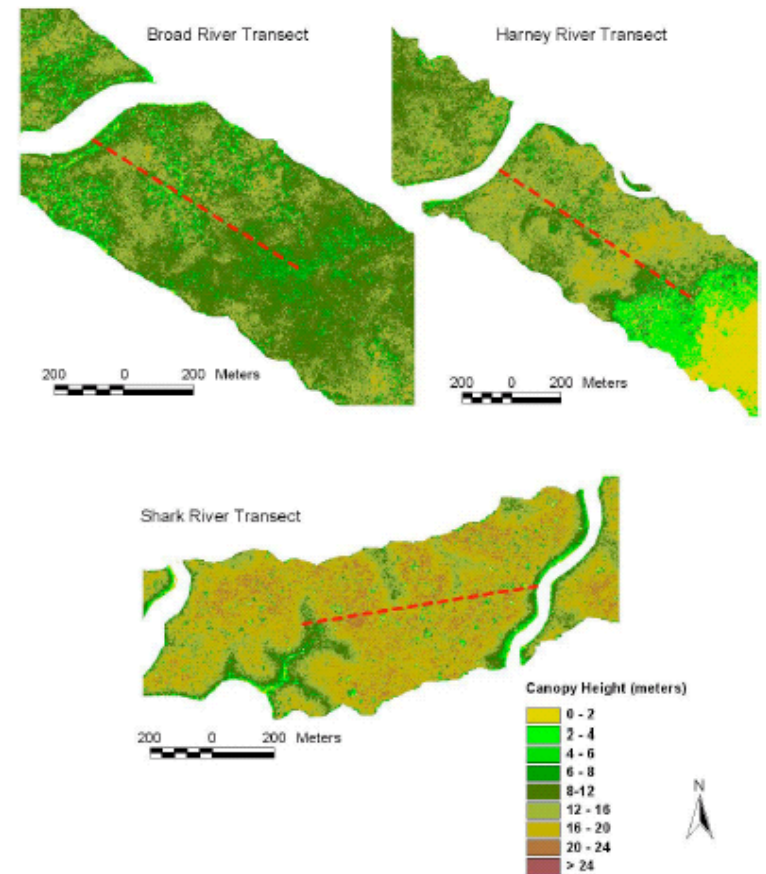 Broad River Transect
Harney River Transect
200 0 200 Meters
200 0 200 Meters
Shark River Transect
200 0 200 Meters
Canopy Height (meters)
0 - 2
2 - 4
4 - 6
6 - 8
8-12
12 - 16
16 - 20
20 - 24
> 24
N